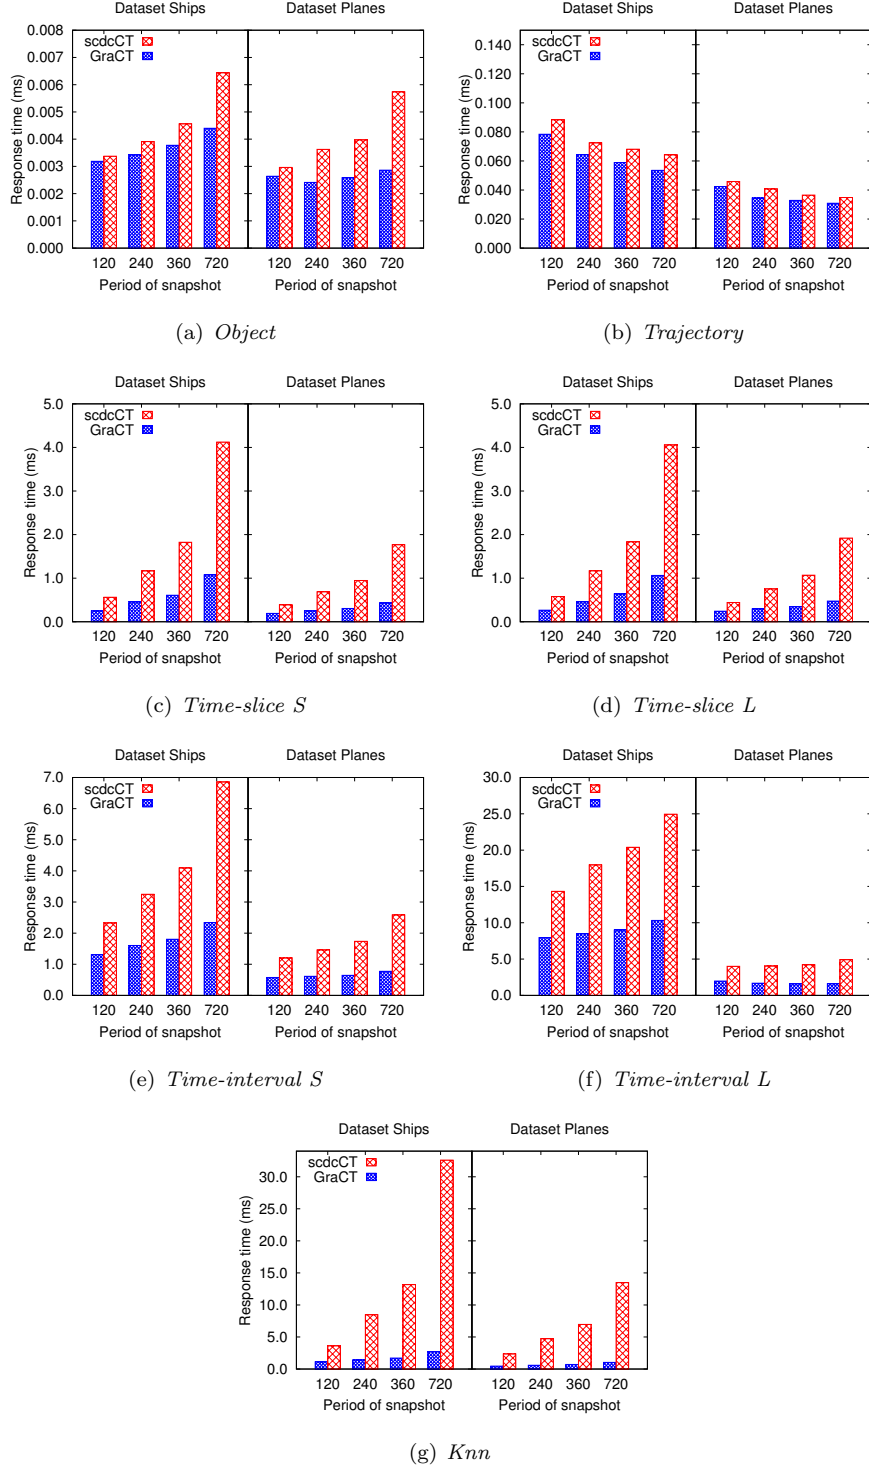 Dataset Ships Dataset Planes
0.008
0.007
0.006
0.005
0.004
0.003
0.002
0.001
0.000
Response time (ms)
scdcCT
GraCT
120 240 360 720 120 240 360 720
Period of snapshot Period of snapshot
(a) Object
Dataset Ships Dataset Planes
0.140
0.120
0.100
0.080
0.060
0.040
0.020
0.000
Response time (ms)
scdcCT
GraCT
120 240 360 720 120 240 360 720
Period of snapshot Period of snapshot
(b) Trajectory
Dataset Ships Dataset Planes
5.0
4.0
3.0
2.0
1.0
0.0
Response time (ms)
scdcCT
GraCT
120 240 360 720 120 240 360 720
Period of snapshot Period of snapshot
(c) Time-slice S
Dataset Ships Dataset Planes
5.0
4.0
3.0
2.0
1.0
0.0
Response time (ms)
scdcCT
GraCT
120 240 360 720 120 240 360 720
Period of snapshot Period of snapshot
(d) Time-slice L
Dataset Ships Dataset Planes
7.0
6.0
5.0
4.0
3.0
2.0
1.0
0.0
Response time (ms)
scdcCT
GraCT
120 240 360 720 120 240 360 720
Period of snapshot Period of snapshot
(e) Time-interval S
Dataset Ships Dataset Planes
30.0
25.0
20.0
15.0
10.0
5.0
0.0
Response time (ms)
scdcCT
GraCT
120 240 360 720 120 240 360 720
Period of snapshot Period of snapshot
(f) Time-interval L
Dataset Ships Dataset Planes
30.0
25.0
20.0
15.0
10.0
5.0
0.0
Response time (ms)
scdcCT
GraCT
120 240 360 720 120 240 360 720
Period of snapshot Period of snapshot
(g) Knn